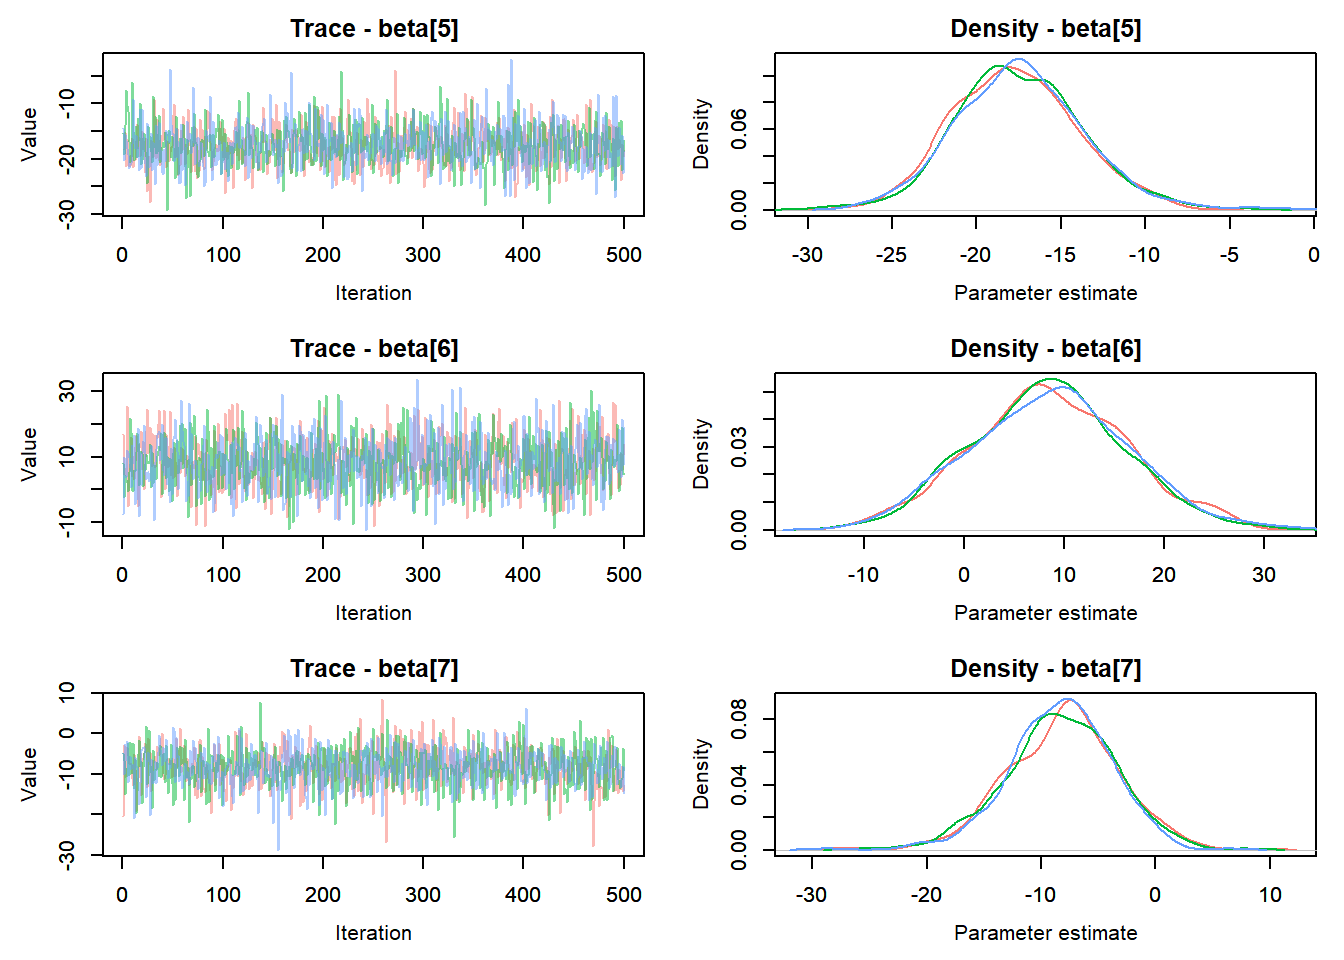 Trace - beta[5]
Value
-10
-20
-30
0 100 200 300 400 500
Iteration
Density - beta[5]
Density
0.06
0.00
-30 -25 -20 -15 -10 -5 0
Parameter estimate
Trace - beta[6]
Value
30
10
-10
0 100 200 300 400 500
Iteration
Density - beta[6]
Density
0.03
0.00
-10 0 10 20 30
Parameter estimate
Trace - beta[7]
Value
10
0
-10
-30
0 100 200 300 400 500
Iteration
Density - beta[7]
Density
0.08
0.04
0.00
-30 -20 -10 0 10
Parameter estimate